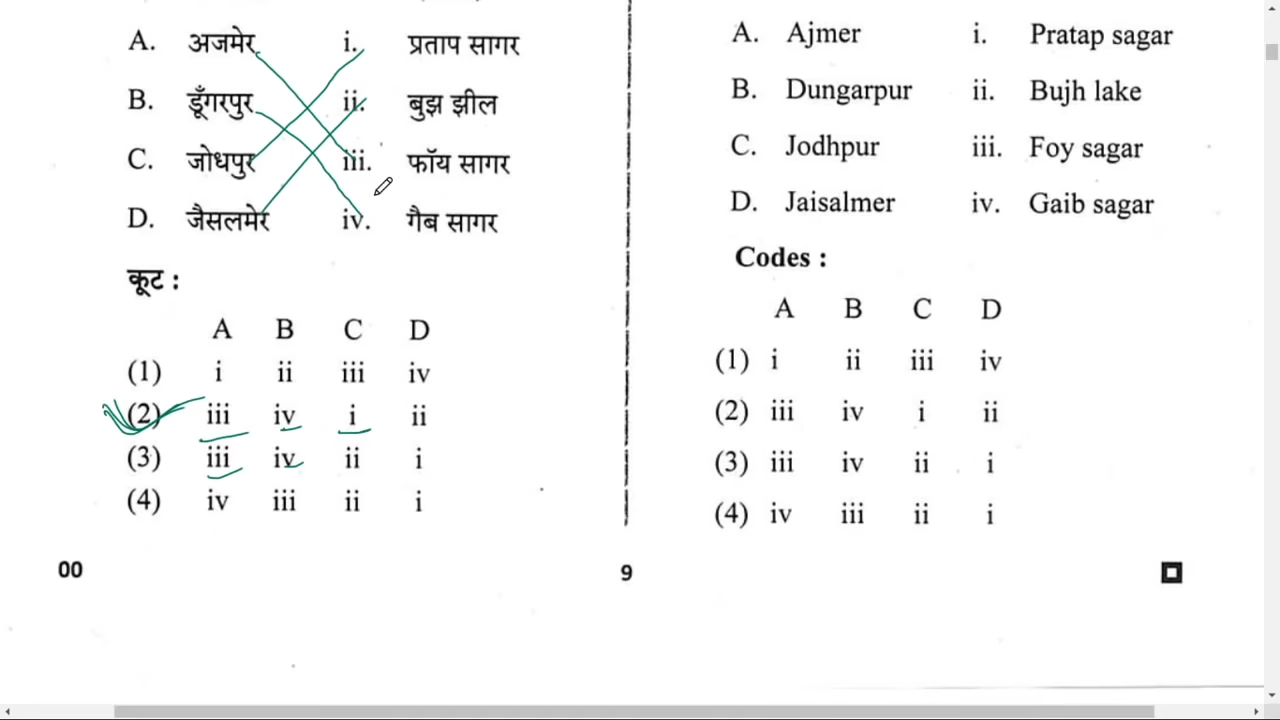 A. अजमेर i. प्रताप सागर
B. डूँगरपुर ii. बुझ झील
C. जोधपुर iii. फॉय सागर
D. जैसलमेर iv. गैब सागर
कूट :
A B C D
(1) i ii iii iv
(2) iii iv i ii
(3) iii iv ii i
(4) iv iii ii i
A. Ajmer i. Pratap sagar
B. Dungarpur ii. Bujh lake
C. Jodhpur iii. Foy sagar
D. Jaisalmer iv. Gaib sagar
Codes :
A B C D
(1) i ii iii iv
(2) iii iv i ii
(3) iii iv ii i
(4) iv iii ii i
00 9